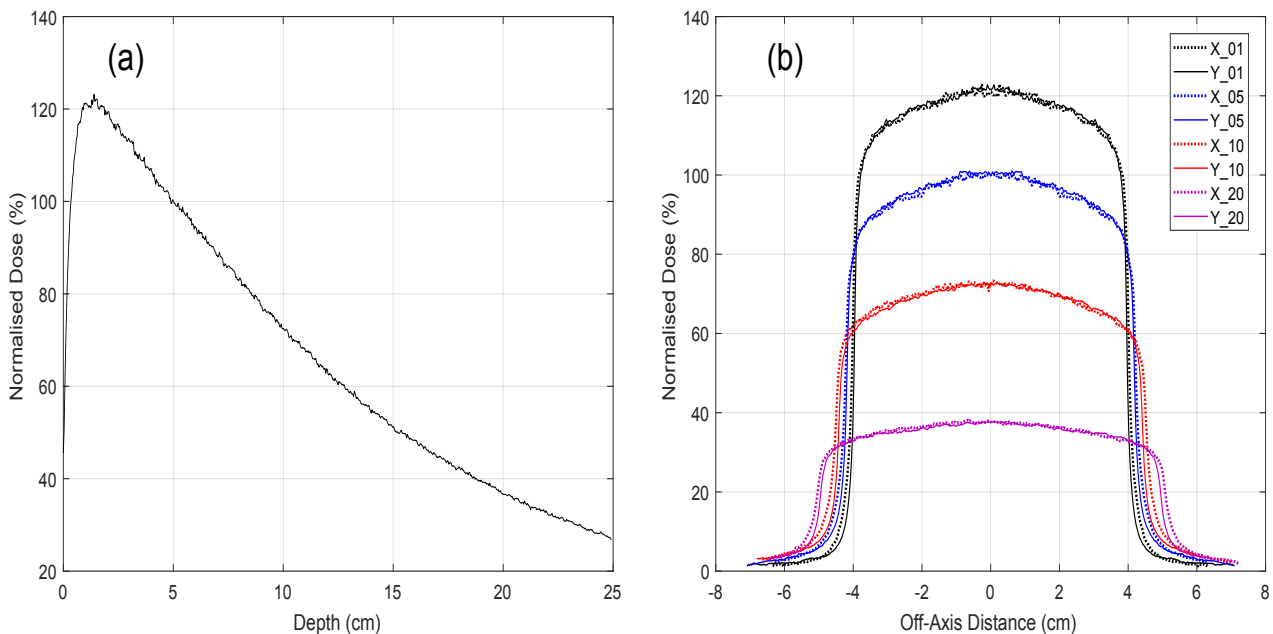 (a)
Normalised Dose (%)
140
120
100
80
60
40
20
0
5
10
15
20
25
Depth (cm)
(b)
Normalised Dose (%)
140
120
100
80
60
40
20
0
-8
-6
-4
-2
0
2
4
6
8
Off-Axis Distance (cm)
X_01
Y_01
X_05
Y_05
X_10
Y_10
X_20
Y_20